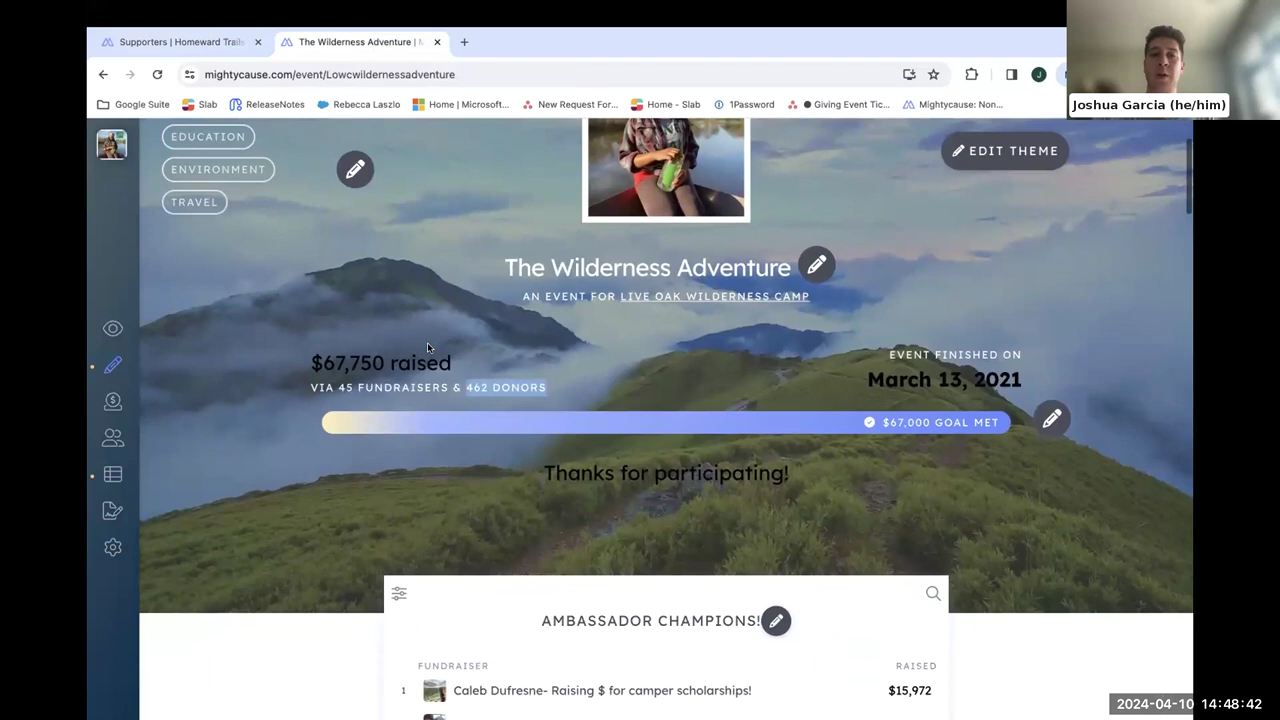 Supporters | Homeward Trails
The Wilderness Adventure |
mightycause.com/event/Lowcwildernessadventure
J
Google Suite
Slab
ReleaseNotes
Rebecca Laszlo
Home | Microsoft...
New Request For...
Home - Slab
1Password
Giving Event Tic...
Mightycause: Non...
Joshua Garcia (he/him)
EDUCATION
ENVIRONMENT
TRAVEL
EDIT THEME
The Wilderness Adventure
AN EVENT FOR LIVE OAK WILDERNESS CAMP
$67,750 raised
VIA 45 FUNDRAISERS & 462 DONORS
EVENT FINISHED ON
March 13, 2021
$67,000 GOAL MET
Thanks for participating!
AMBASSADOR CHAMPIONS!
FUNDRAISER RAISED
1 Caleb Dufresne- Raising $ for camper scholarships! $15,972
2024-04-10 14:48:42